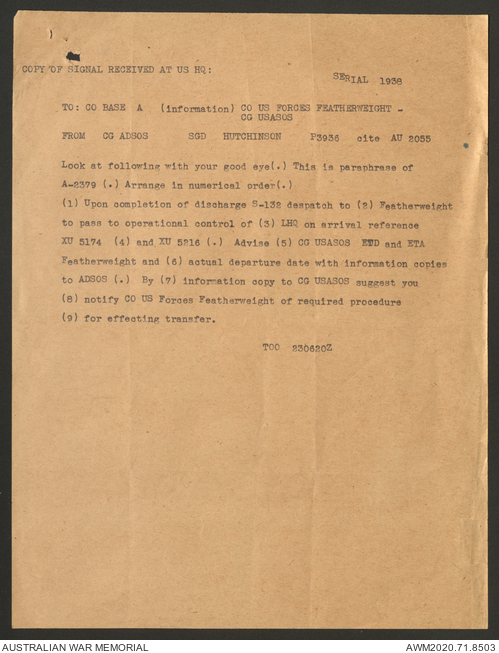 COPY OF SIGNAL RECEIVED AT US HQ:
SERIAL 1938
TO: CO BASE A (information) CO US FORCES FEATHERWEIGHT -
CG USASOS
FROM CG ADSOS SGD HUTCHINSON P3936 cite AU 2055
Look at following with your good eye(.) This is paraphrase of
A-2379 (.) Arrange in numerical order(.)
(1) Upon completion of discharge S-132 despatch to (2) Featherweight
to pass to operational control of (3) LHQ on arrival reference
XU 5174 (4) and XU 5216 (.) Advise (5) CG USASOS ETD and ETA
Featherweight and (6) actual departure date with information copies
to ADSOS (.) By (7) information copy to CG USASOS suggest you
(8) notify CO US Forces Featherweight of required procedure
(9) for effecting transfer.
TOO 230620Z
AUSTRALIAN WAR MEMORIAL
AWM2020.71.8503